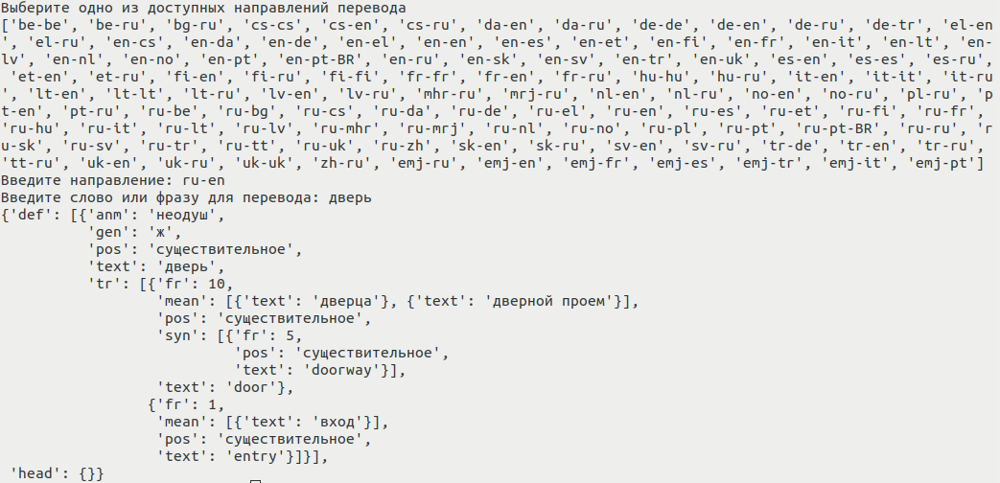 Выберите одно из доступных направлений перевода
['be-be', 'be-ru', 'bg-ru', 'cs-cs', 'cs-en', 'cs-ru', 'da-en', 'da-ru', 'de-de', 'de-en', 'de-ru', 'de-tr', 'el-en
', 'el-ru', 'en-cs', 'en-da', 'en-de', 'en-el', 'en-en', 'en-es', 'en-et', 'en-fi', 'en-fr', 'en-it', 'en-lt', 'en-
lv', 'en-nl', 'en-no', 'en-pt', 'en-pt-BR', 'en-ru', 'en-sk', 'en-sv', 'en-tr', 'en-uk', 'es-en', 'es-es', 'es-ru',
 'et-en', 'et-ru', 'fi-en', 'fi-ru', 'fi-fi', 'fr-fr', 'fr-en', 'fr-ru', 'hu-hu', 'hu-ru', 'it-en', 'it-it', 'it-ru
', 'lt-en', 'lt-lt', 'lt-ru', 'lv-en', 'lv-ru', 'mhr-ru', 'mrj-ru', 'nl-en', 'nl-ru', 'no-en', 'no-ru', 'pl-ru', 'p
t-en', 'pt-ru', 'ru-be', 'ru-bg', 'ru-cs', 'ru-da', 'ru-de', 'ru-el', 'ru-en', 'ru-es', 'ru-et', 'ru-fi', 'ru-fr',
'ru-hu', 'ru-it', 'ru-lt', 'ru-lv', 'ru-mhr', 'ru-mrj', 'ru-nl', 'ru-no', 'ru-pl', 'ru-pt', 'ru-pt-BR', 'ru-ru', 'r
u-sk', 'ru-sv', 'ru-tr', 'ru-tt', 'ru-uk', 'ru-zh', 'sk-en', 'sk-ru', 'sv-en', 'sv-ru', 'tr-de', 'tr-en', 'tr-ru',
'tt-ru', 'uk-en', 'uk-ru', 'uk-uk', 'zh-ru', 'emj-ru', 'emj-en', 'emj-fr', 'emj-es', 'emj-tr', 'emj-it', 'emj-pt']
Введите направление: ru-en
Введите слово или фразу для перевода: дверь
{'def': [{'anm': 'неодуш',
          'gen': 'ж',
          'pos': 'существительное',
          'text': 'дверь',
          'tr': [{'fr': 10,
                  'mean': [{'text': 'дверца'}, {'text': 'дверной проем'}],
                  'pos': 'существительное',
                  'syn': [{'fr': 5,
                           'pos': 'существительное',
                           'text': 'doorway'}],
                  'text': 'door'},
                 {'fr': 1,
                  'mean': [{'text': 'вход'}],
                  'pos': 'существительное',
                  'text': 'entry'}]}],
 'head': {}}